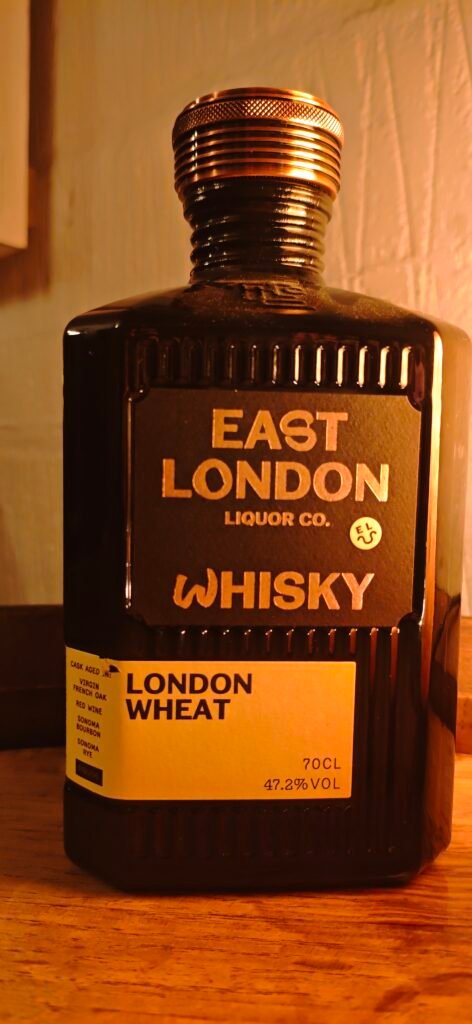 EAST
LONDON
LIQUOR CO.
EL
WHISKY
CASK AGED IN:
VIRGIN
FRENCH OAK
RED WINE
SONOMA
BOURBON
SONOMA
RYE
LONDON
WHEAT
70CL
47.2% VOL